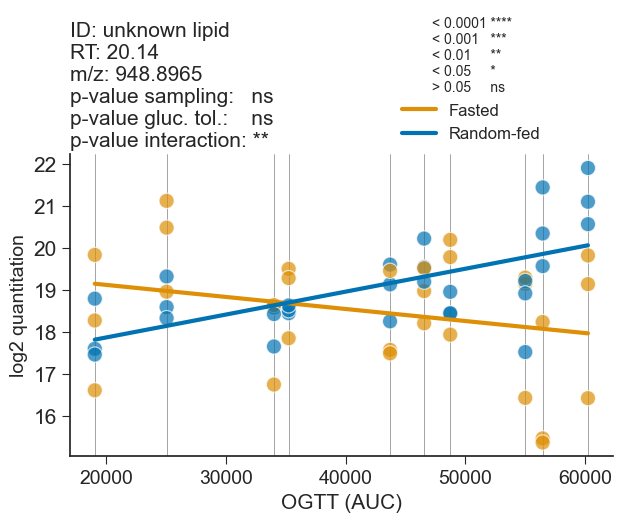 ID: unknown lipid
RT: 20.14
m/z: 948.8965
p-value sampling: ns
p-value gluc. tol.: ns
p-value interaction: **
< 0.0001 ****
< 0.001 ***
< 0.01 **
< 0.05 *
> 0.05 ns
Fasted
Random-fed
22
21
20
19
18
17
16
log2 quantitation
20000 30000 40000 50000 60000
OGTT (AUC)